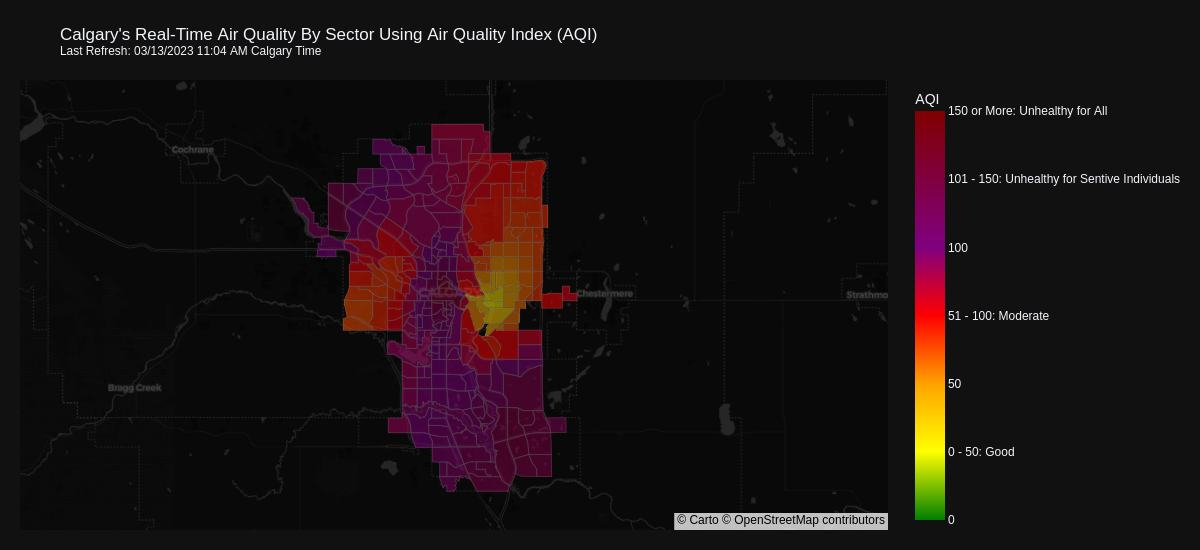 Calgary's Real-Time Air Quality By Sector Using Air Quality Index (AQI)
Last Refresh: 03/13/2023 11:04 AM Calgary Time
AQI
150 or More: Unhealthy for All
101 - 150: Unhealthy for Sentive Individuals
100
51 - 100: Moderate
50
0 - 50: Good
0
Cochrane
Chestermere
Strathmo
Bragg Creek
© Carto © OpenStreetMap contributors